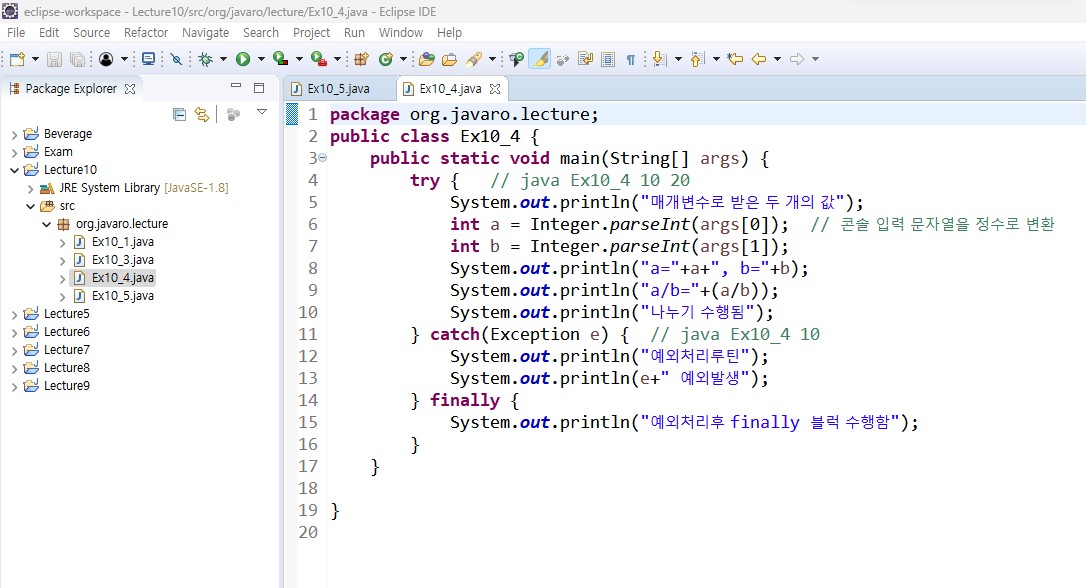 eclipse-workspace - Lecture10/src/org/javaro/lecture/Ex10_4.java - Eclipse IDE
File Edit Source Refactor Navigate Search Project Run Window Help
Package Explorer
Beverage
Exam
Lecture10
JRE System Library [JavaSE-1.8]
src
org.javaro.lecture
Ex10_1.java
Ex10_3.java
Ex10_4.java
Ex10_5.java
Lecture5
Lecture6
Lecture7
Lecture8
Lecture9
Ex10_5.java Ex10_4.java
1 package org.javaro.lecture;
2 public class Ex10_4 {
3 public static void main(String[] args) {
4 try { // java Ex10_4 10 20
5 System.out.println("매개변수로 받은 두 개의 값");
6 int a = Integer.parseInt(args[0]); // 콘솔 입력 문자열을 정수로 변환
7 int b = Integer.parseInt(args[1]);
8 System.out.println("a="+a+", b="+b);
9 System.out.println("a/b="+(a/b));
10 System.out.println("나누기 수행됨");
11 } catch(Exception e) { // java Ex10_4 10
12 System.out.println("예외처리루틴");
13 System.out.println(e+" 예외발생");
14 } finally {
15 System.out.println("예외처리후 finally 블럭 수행함");
16 }
17 }
18
19 }
20